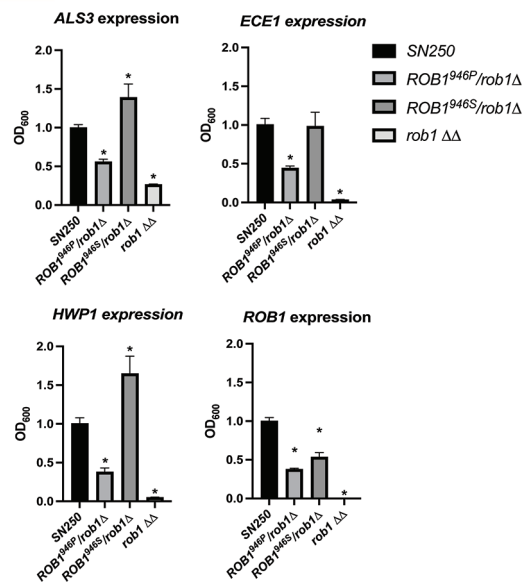 ALS3 expression
OD600
2.0
1.5
1.0
0.5
0.0
*
*
*
SN250
ROB1946P/rob1Δ
ROB1946S/rob1Δ
rob1 ΔΔ
ECE1 expression
OD600
2.0
1.5
1.0
0.5
0.0
*
*
SN250
ROB1946P/rob1Δ
ROB1946S/rob1Δ
rob1 ΔΔ
SN250
ROB1946P/rob1Δ
ROB1946S/rob1Δ
rob1 ΔΔ
HWP1 expression
OD600
2.0
1.5
1.0
0.5
0.0
*
*
*
SN250
ROB1946P/rob1Δ
ROB1946S/rob1Δ
rob1 ΔΔ
ROB1 expression
OD600
2.0
1.5
1.0
0.5
0.0
*
*
*
SN250
ROB1946P/rob1Δ
ROB1946S/rob1Δ
rob1 ΔΔ